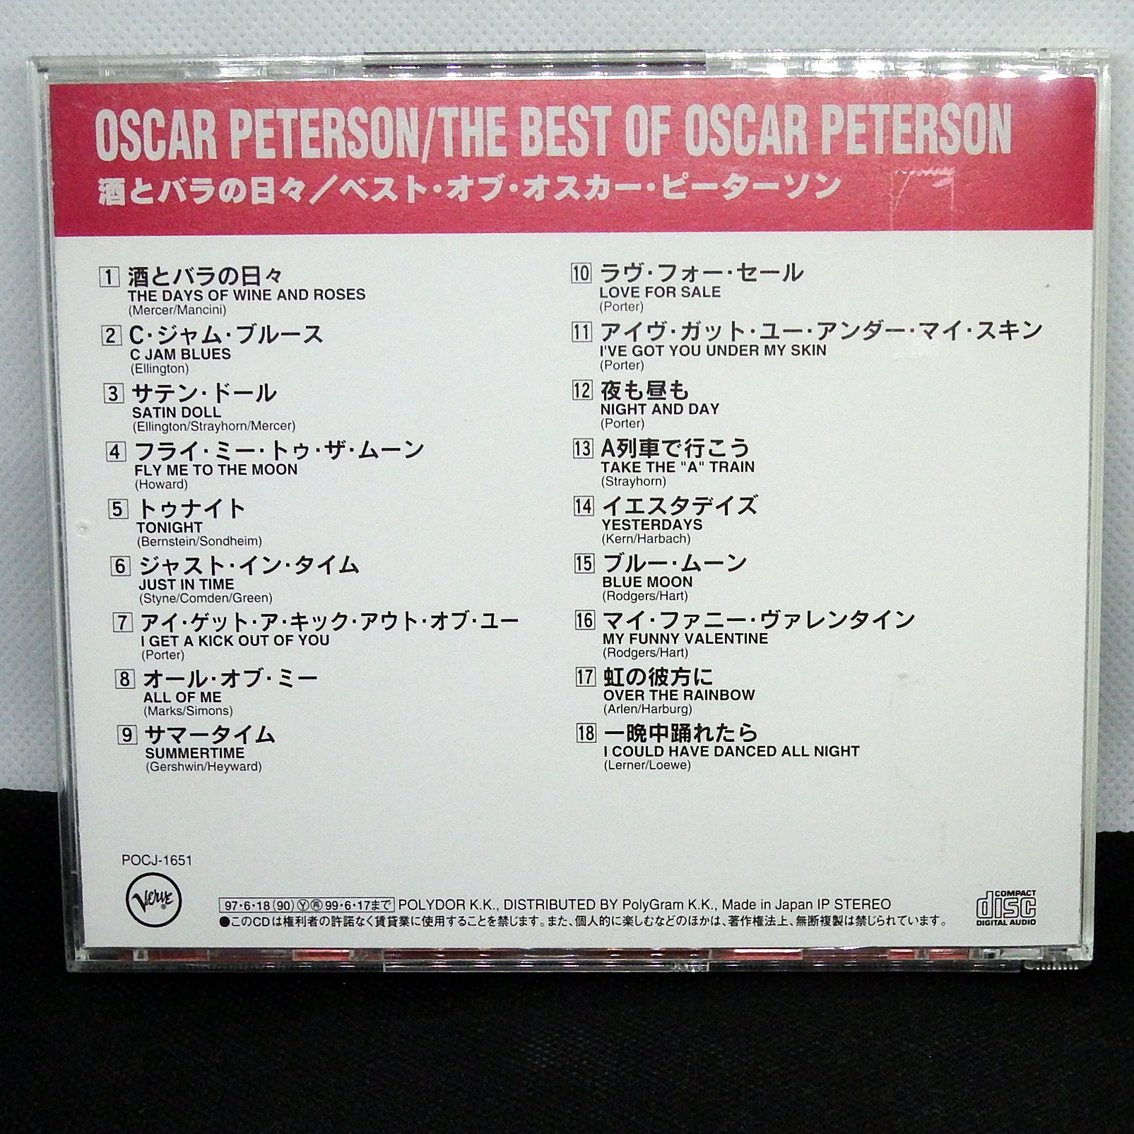 OSCAR PETERSON/THE BEST OF OSCAR PETERSON
酒とバラの日々／ベスト・オブ・オスカー・ピーターソン
1 酒とバラの日々
THE DAYS OF WINE AND ROSES
(Mercer/Mancini)
2 C・ジャム・ブルース
C JAM BLUES
(Ellington)
3 サテン・ドール
SATIN DOLL
(Ellington/Strayhorn/Mercer)
4 フライ・ミー・トゥ・ザ・ムーン
FLY ME TO THE MOON
(Howard)
5 トゥナイト
TONIGHT
(Bernstein/Sondheim)
6 ジャスト・イン・タイム
JUST IN TIME
(Styne/Comden/Green)
7 アイ・ゲット・ア・キック・アウト・オブ・ユー
I GET A KICK OUT OF YOU
(Porter)
8 オール・オブ・ミー
ALL OF ME
(Marks/Simons)
9 サマータイム
SUMMERTIME
(Gershwin/Heyward)
10 ラヴ・フォー・セール
LOVE FOR SALE
(Porter)
11 アイヴ・ガット・ユー・アンダー・マイ・スキン
I'VE GOT YOU UNDER MY SKIN
(Porter)
12 夜も昼も
NIGHT AND DAY
(Porter)
13 A列車で行こう
TAKE THE "A" TRAIN
(Strayhorn)
14 イエスタデイズ
YESTERDAYS
(Kern/Harbach)
15 ブルー・ムーン
BLUE MOON
(Rodgers/Hart)
16 マイ・ファニー・ヴァレンタイン
MY FUNNY VALENTINE
(Rodgers/Hart)
17 虹の彼方に
OVER THE RAINBOW
(Arlen/Harburg)
18 一晩中踊れたら
I COULD HAVE DANCED ALL NIGHT
(Lerner/Loewe)
POCJ-1651
Verve
97・6・18(90)Ⓨ㋐99・6・17まで POLYDOR K.K., DISTRIBUTED BY PolyGram K.K., Made in Japan IP STEREO
●このCDは権利者の許諾なく賃貸業に使用することを禁じます。また、個人的に楽しむなどのほかは、著作権法上、無断複製は禁じられています。
COMPACT
disc
DIGITAL AUDIO